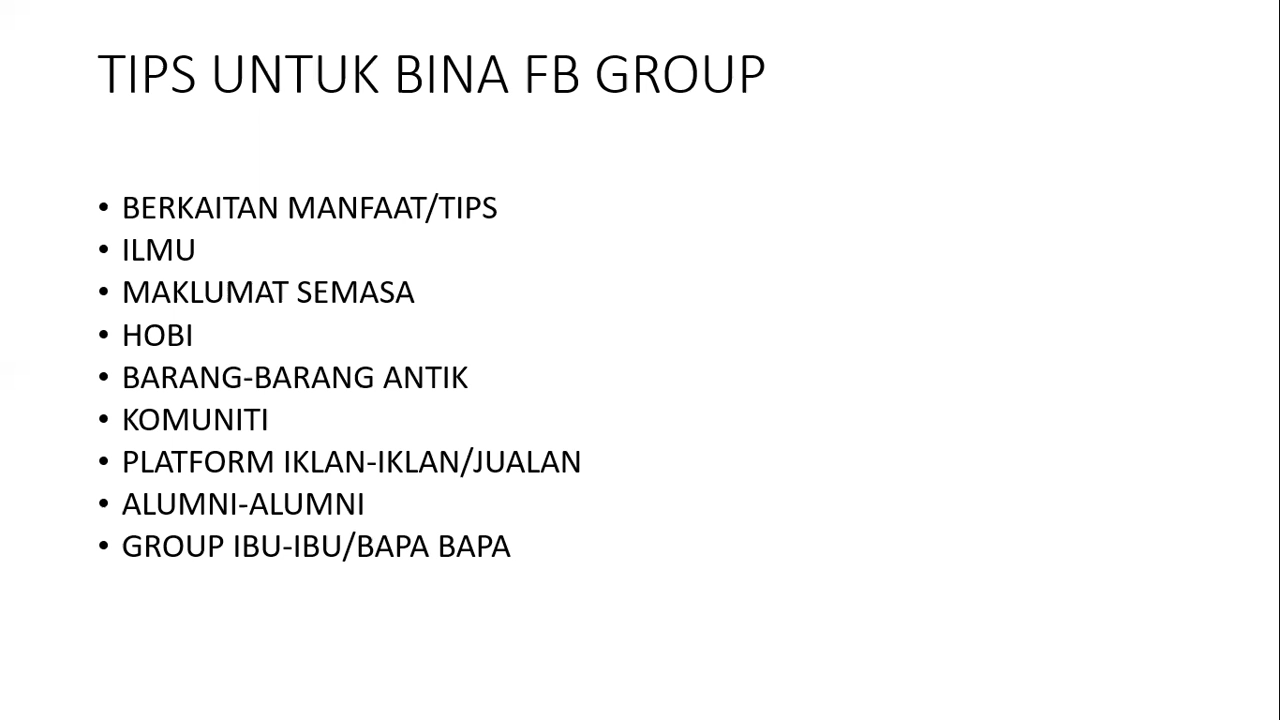 TIPS UNTUK BINA FB GROUP
• BERKAITAN MANFAAT/TIPS
• ILMU
• MAKLUMAT SEMASA
• HOBI
• BARANG-BARANG ANTIK
• KOMUNITI
• PLATFORM IKLAN-IKLAN/JUALAN
• ALUMNI-ALUMNI
• GROUP IBU-IBU/BAPA BAPA